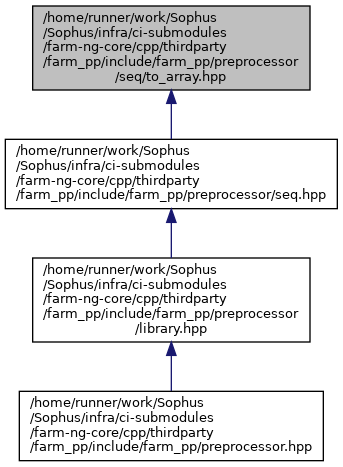 /home/runner/work/Sophus
/Sophus/infra/ci-submodules
/farm-ng-core/cpp/thirdparty
/farm_pp/include/farm_pp/preprocessor
/seq/to_array.hpp
/home/runner/work/Sophus
/Sophus/infra/ci-submodules
/farm-ng-core/cpp/thirdparty
/farm_pp/include/farm_pp/preprocessor/seq.hpp
/home/runner/work/Sophus
/Sophus/infra/ci-submodules
/farm-ng-core/cpp/thirdparty
/farm_pp/include/farm_pp/preprocessor
/library.hpp
/home/runner/work/Sophus
/Sophus/infra/ci-submodules
/farm-ng-core/cpp/thirdparty
/farm_pp/include/farm_pp/preprocessor.hpp